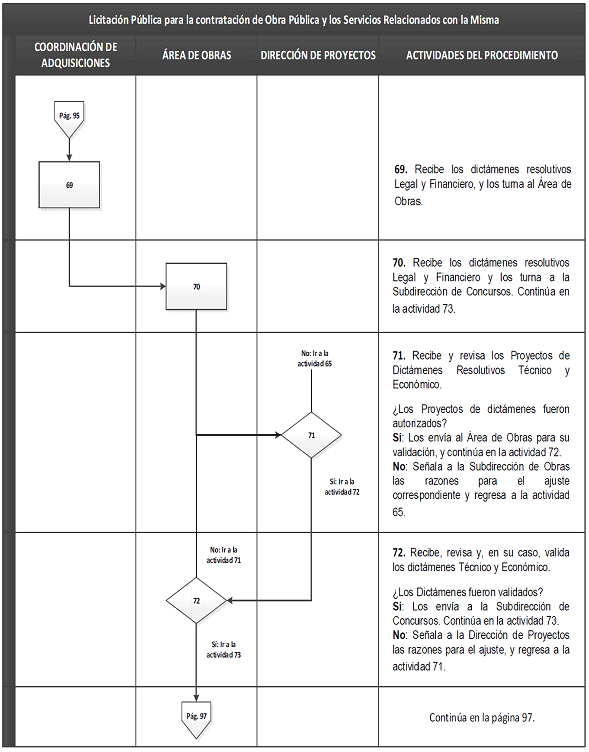 Licitación Pública para la contratación de Obra Pública y los Servicios Relacionados con la Misma
COORDINACIÓN DE
ADQUISICIONES
ÁREA DE OBRAS
DIRECCIÓN DE PROYECTOS
ACTIVIDADES DEL PROCEDIMIENTO
Pág. 95
69
69. Recibe los dictámenes resolutivos
Legal y Financiero, y los turna al Área de
Obras.
70
70. Recibe los dictámenes resolutivos
Legal y Financiero y los turna a la
Subdirección de Concursos. Continúa en
la actividad 73.
No: Ir a la
actividad 65
71
Sí: Ir a la
actividad 72
71. Recibe y revisa los Proyectos de
Dictámenes Resolutivos Técnico y
Económico.
¿Los Proyectos de dictámenes fueron
autorizados?
Si: Los envía al Área de Obras para su
validación, y continúa en la actividad 72.
No: Señala a la Subdirección de Obras
las razones para el ajuste
correspondiente y regresa a la actividad
65.
No: Ir a la
actividad 71
72
Sí: Ir a la
actividad 73
72. Recibe, revisa y, en su caso, valida
los dictámenes Técnico y Económico.
¿Los Dictámenes fueron validados?
Si: Los envía a la Subdirección de
Concursos. Continúa en la actividad 73.
No: Señala a la Dirección de Proyectos
las razones para el ajuste, y regresa a la
actividad 71.
Pág. 97
Continúa en la página 97.